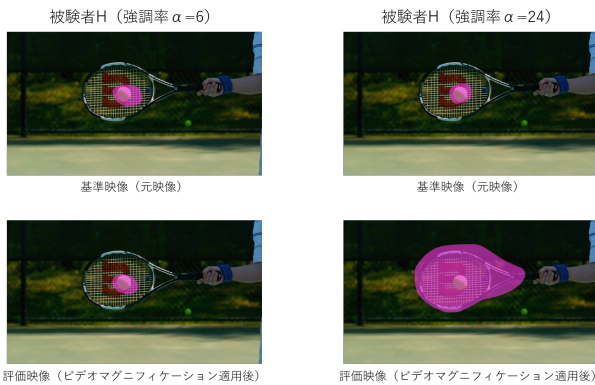 被験者H（強調率α=6）
被験者H（強調率α=24）
基準映像（元映像）
基準映像（元映像）
評価映像（ビデオマグニフィケーション適用後）
評価映像（ビデオマグニフィケーション適用後）